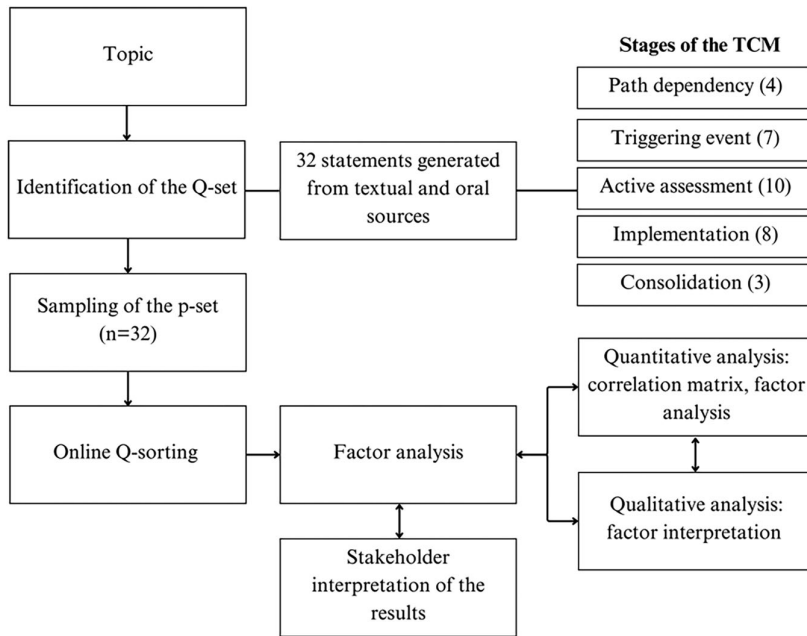 Topic
Stages of the TCM
Path dependency (4)
Triggering event (7)
Identification of the Q-set
32 statements generated
from textual and oral
sources
Active assessment (10)
Implementation (8)
Consolidation (3)
Sampling of the p-set
(n=32)
Online Q-sorting
Factor analysis
Quantitative analysis:
correlation matrix, factor
analysis
Qualitative analysis:
factor interpretation
Stakeholder
interpretation of the
results